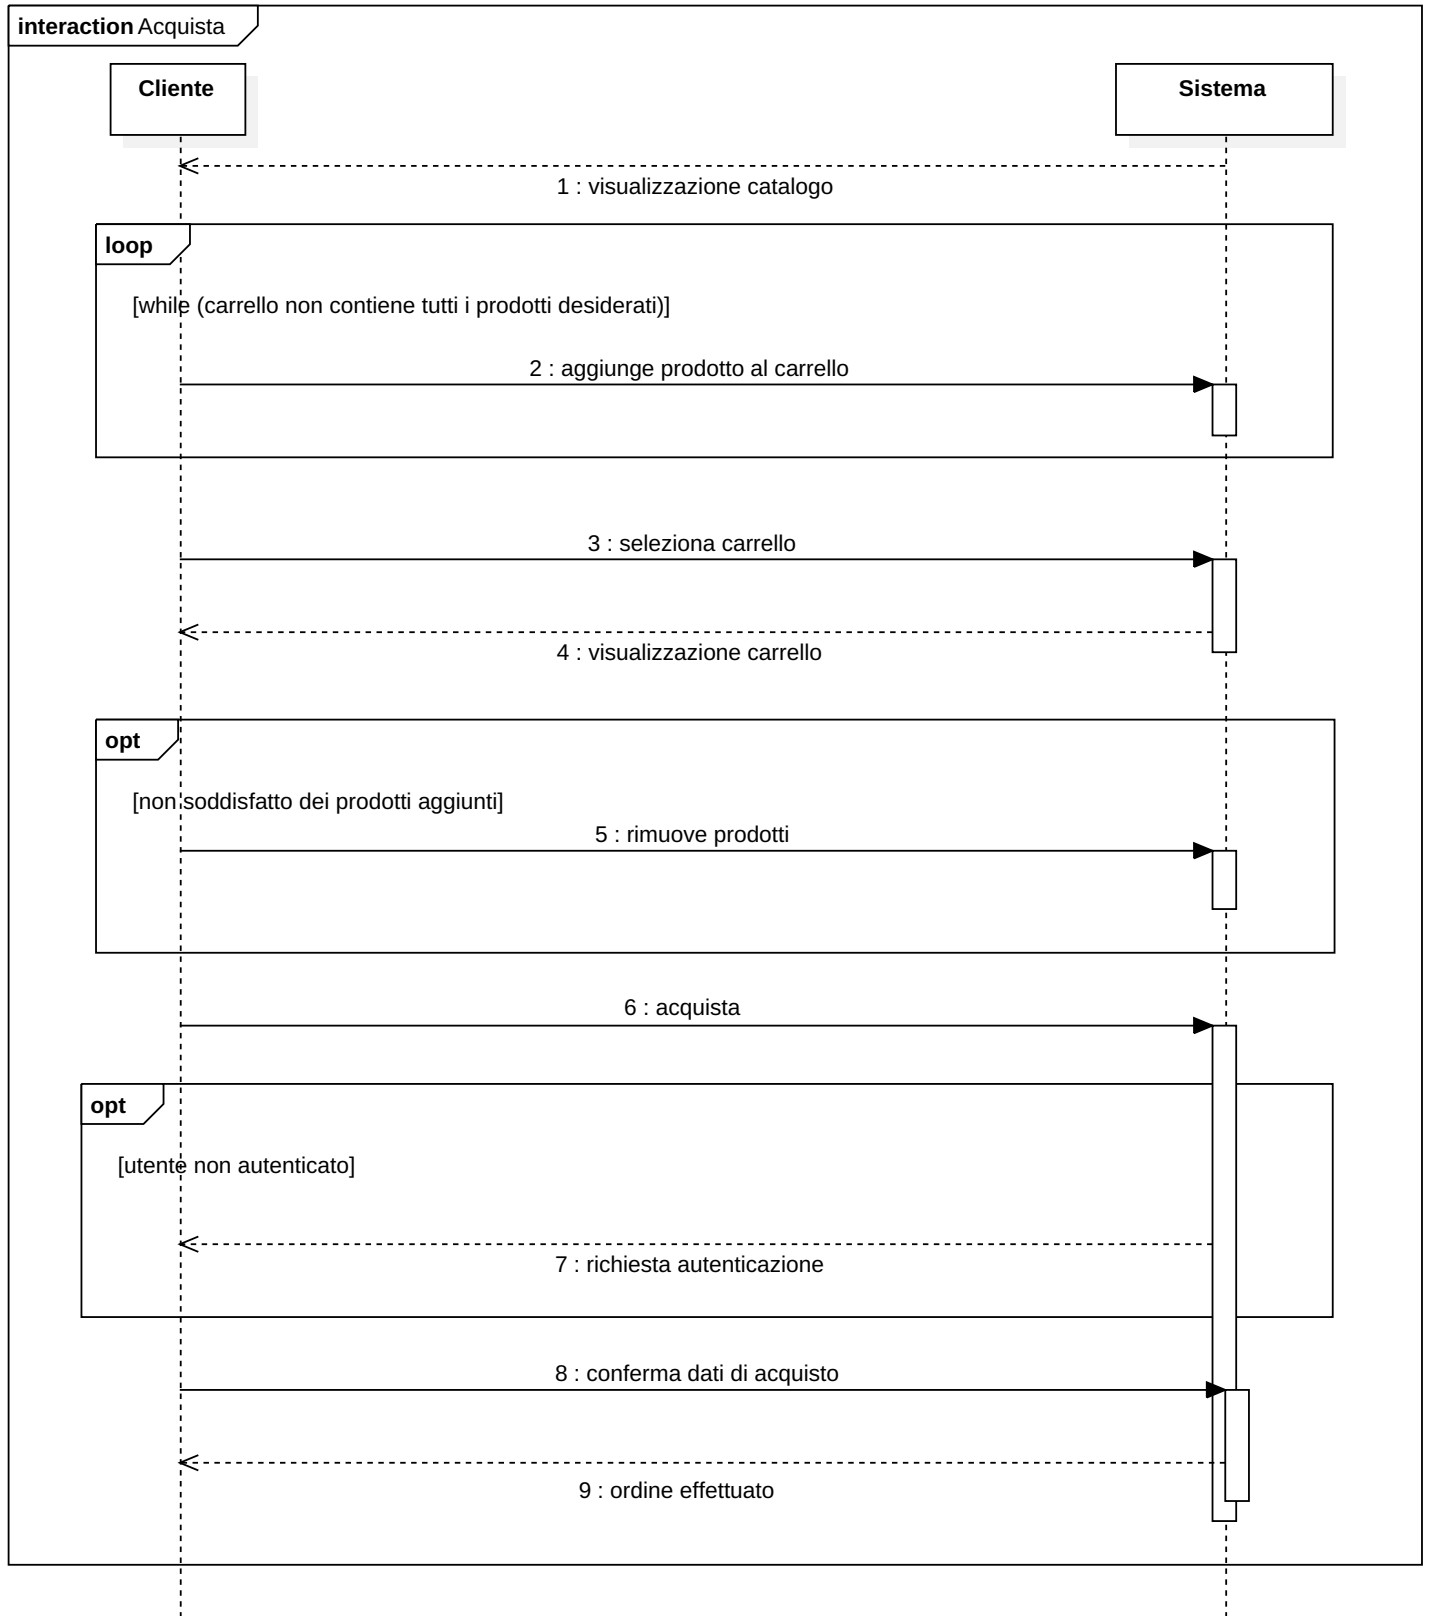 interaction Acquista
Cliente
Sistema
1 : visualizzazione catalogo
loop
[while (carrello non contiene tutti i prodotti desiderati)]
2 : aggiunge prodotto al carrello
3 : seleziona carrello
4 : visualizzazione carrello
opt
[non soddisfatto dei prodotti aggiunti]
5 : rimuove prodotti
6 : acquista
opt
[utente non autenticato]
7 : richiesta autenticazione
8 : conferma dati di acquisto
9 : ordine effettuato